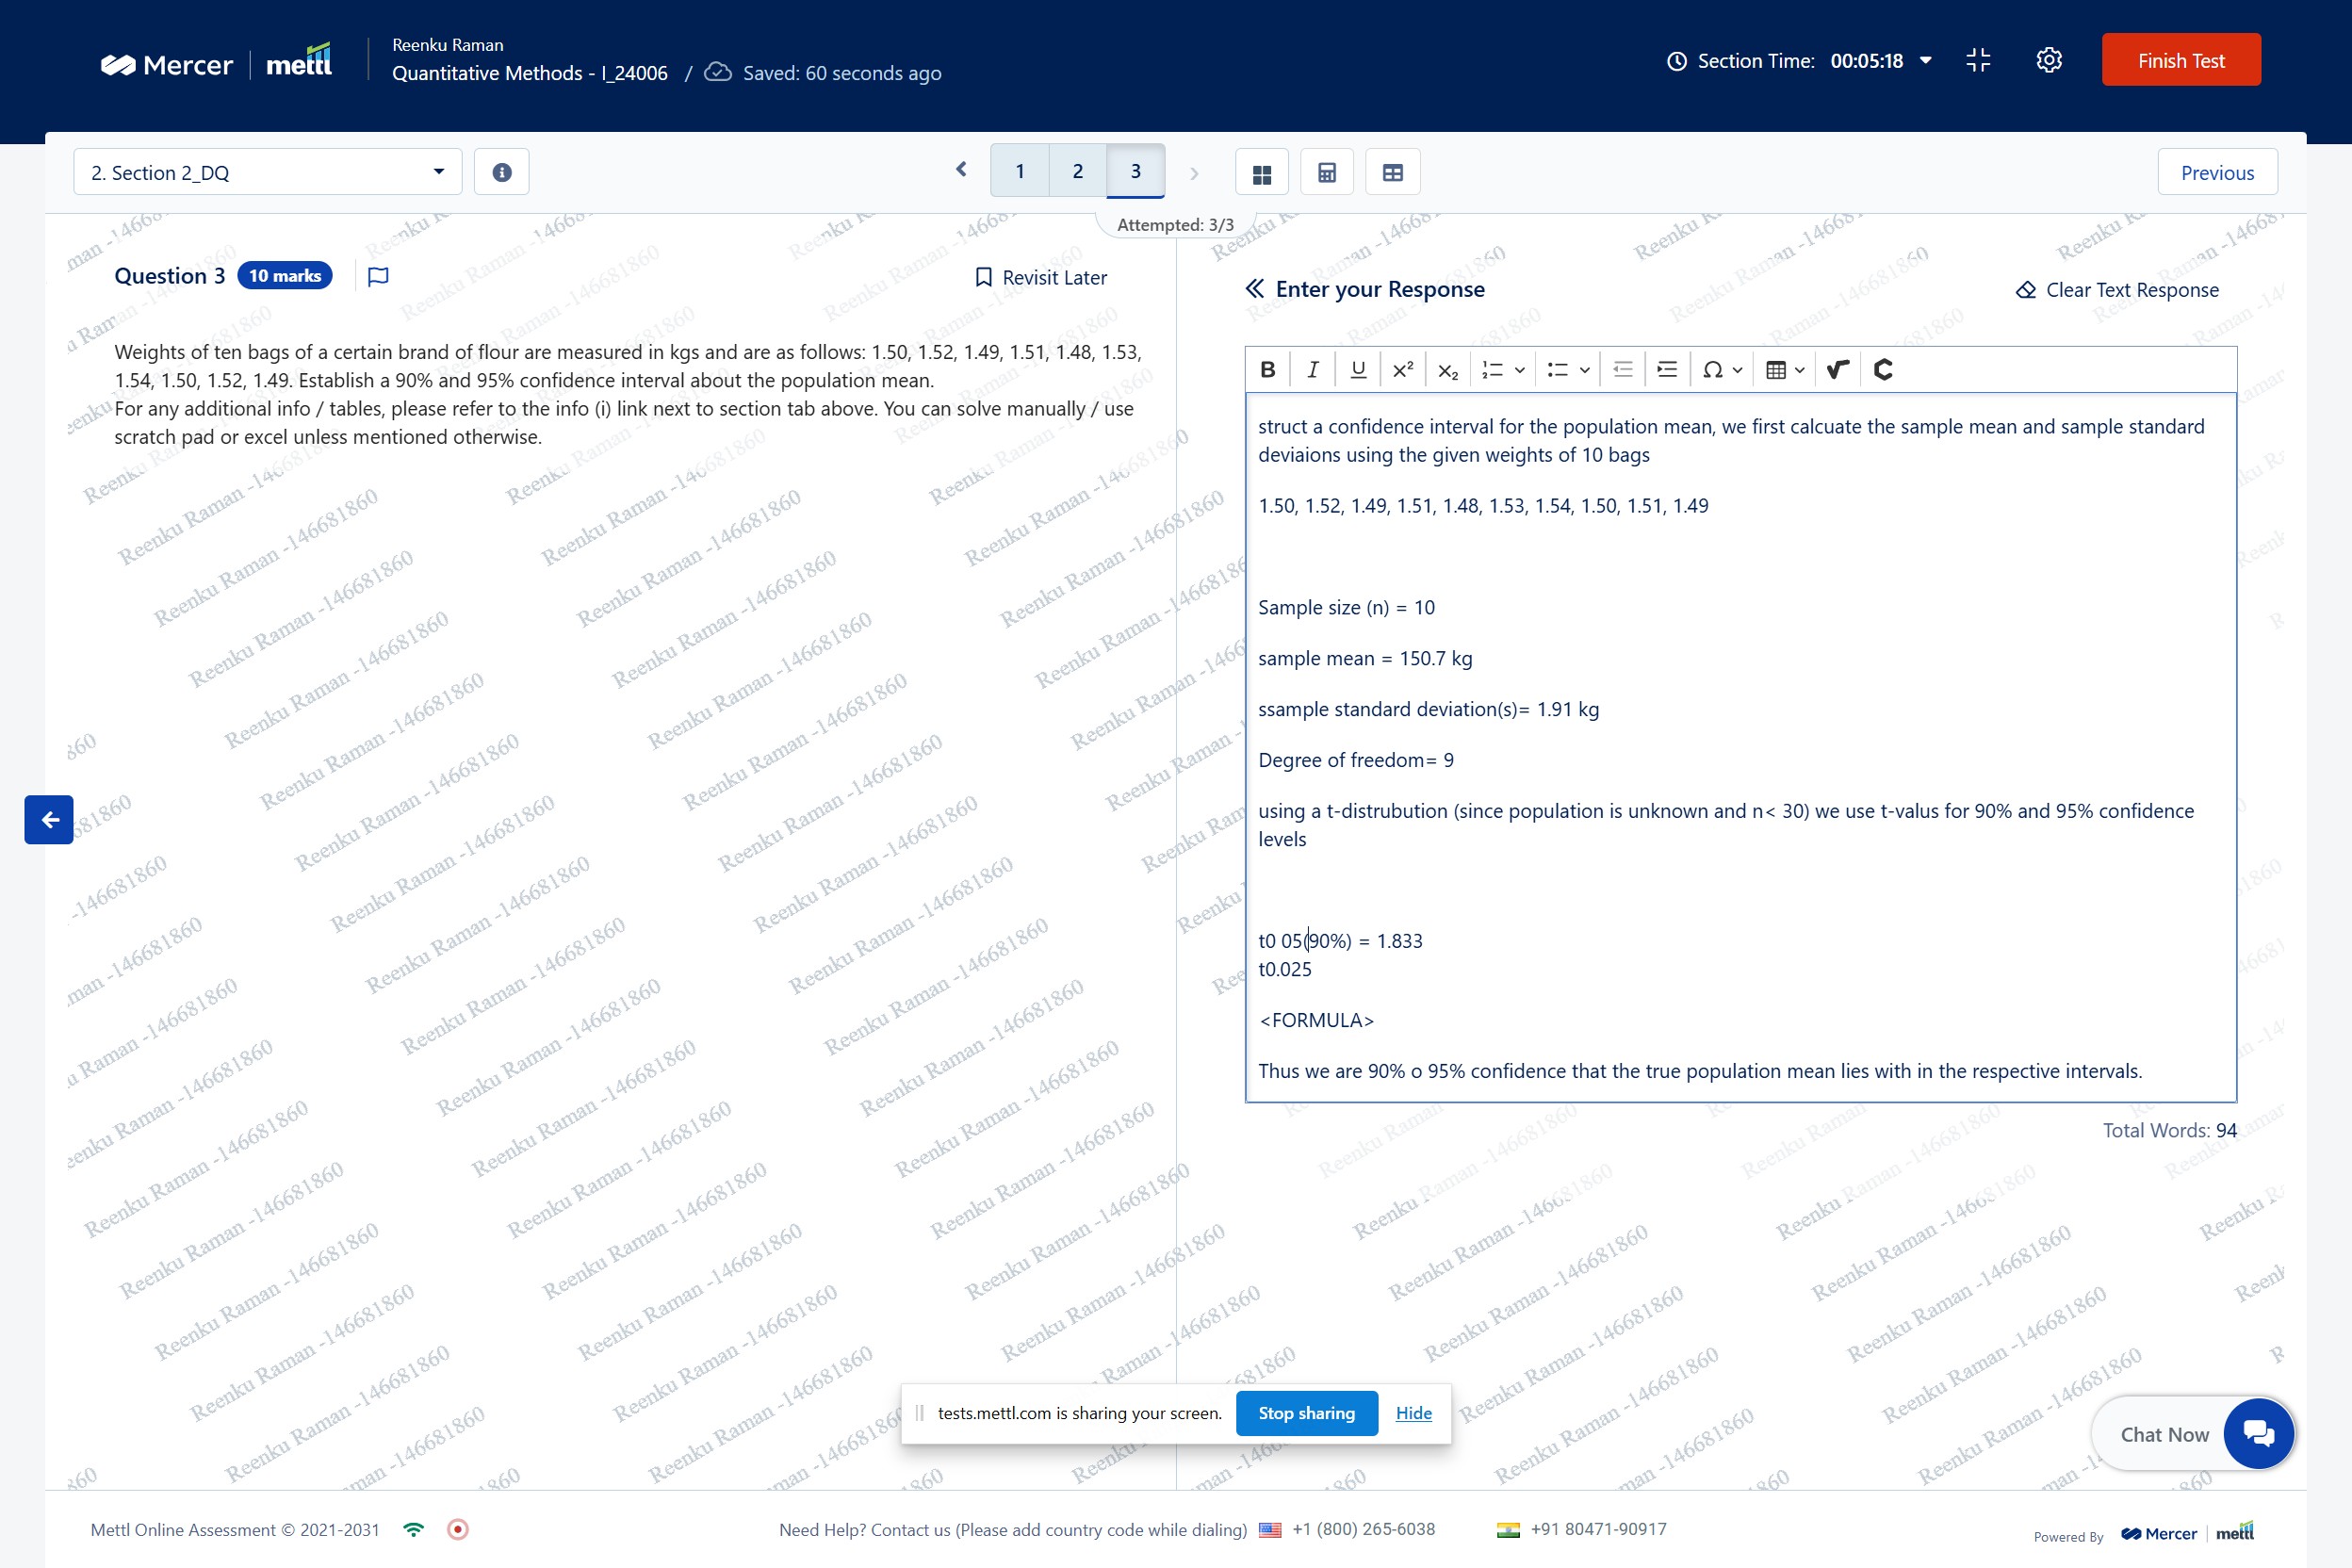 Mercer | mettl
Reenku Raman
Quantitative Methods - I_24006 / Saved: 60 seconds ago
Section Time: 00:05:18
Finish Test
2. Section 2_DQ
1 2 3
Previous
Attempted: 3/3
Question 3 10 marks
Revisit Later
Weights of ten bags of a certain brand of flour are measured in kgs and are as follows: 1.50, 1.52, 1.49, 1.51, 1.48, 1.53,
1.54, 1.50, 1.52, 1.49. Establish a 90% and 95% confidence interval about the population mean.
For any additional info / tables, please refer to the info (i) link next to section tab above. You can solve manually / use
scratch pad or excel unless mentioned otherwise.
Enter your Response
Clear Text Response
struct a confidence interval for the population mean, we first calcuate the sample mean and sample standard
deviaions using the given weights of 10 bags
1.50, 1.52, 1.49, 1.51, 1.48, 1.53, 1.54, 1.50, 1.51, 1.49
Sample size (n) = 10
sample mean = 150.7 kg
ssample standard deviation(s)= 1.91 kg
Degree of freedom= 9
using a t-distrubution (since population is unknown and n< 30) we use t-valus for 90% and 95% confidence
levels
t0 05(90%) = 1.833
t0.025
<FORMULA>
Thus we are 90% o 95% confidence that the true population mean lies with in the respective intervals.
Total Words: 94
Reenku Raman -146681860
tests.mettl.com is sharing your screen.
Stop sharing
Hide
Chat Now
Mettl Online Assessment © 2021-2031
Need Help? Contact us (Please add country code while dialing) +1 (800) 265-6038 +91 80471-90917
Powered By Mercer | mettl